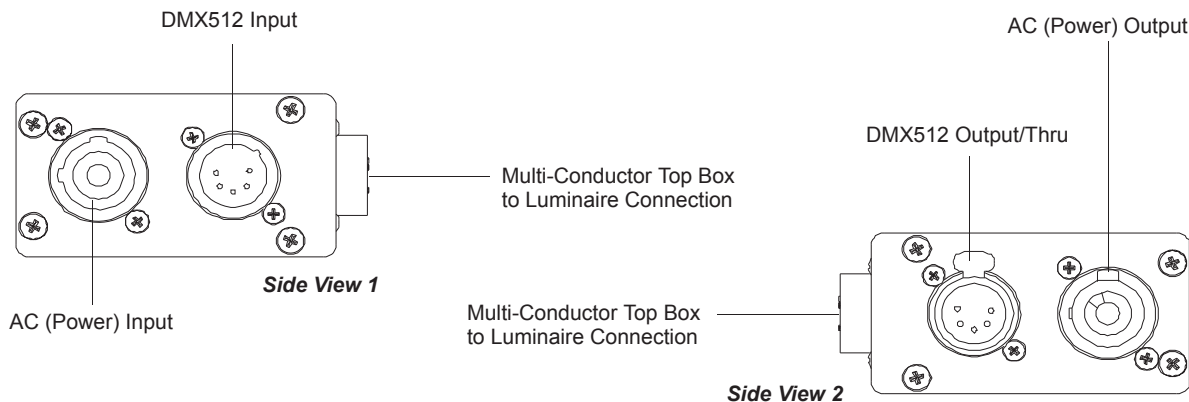 DMX512 Input
AC (Power) Output
DMX512 Output/Thru
Multi-Conductor Top Box
to Luminaire Connection
Side View 1
AC (Power) Input
Multi-Conductor Top Box
to Luminaire Connection
Side View 2